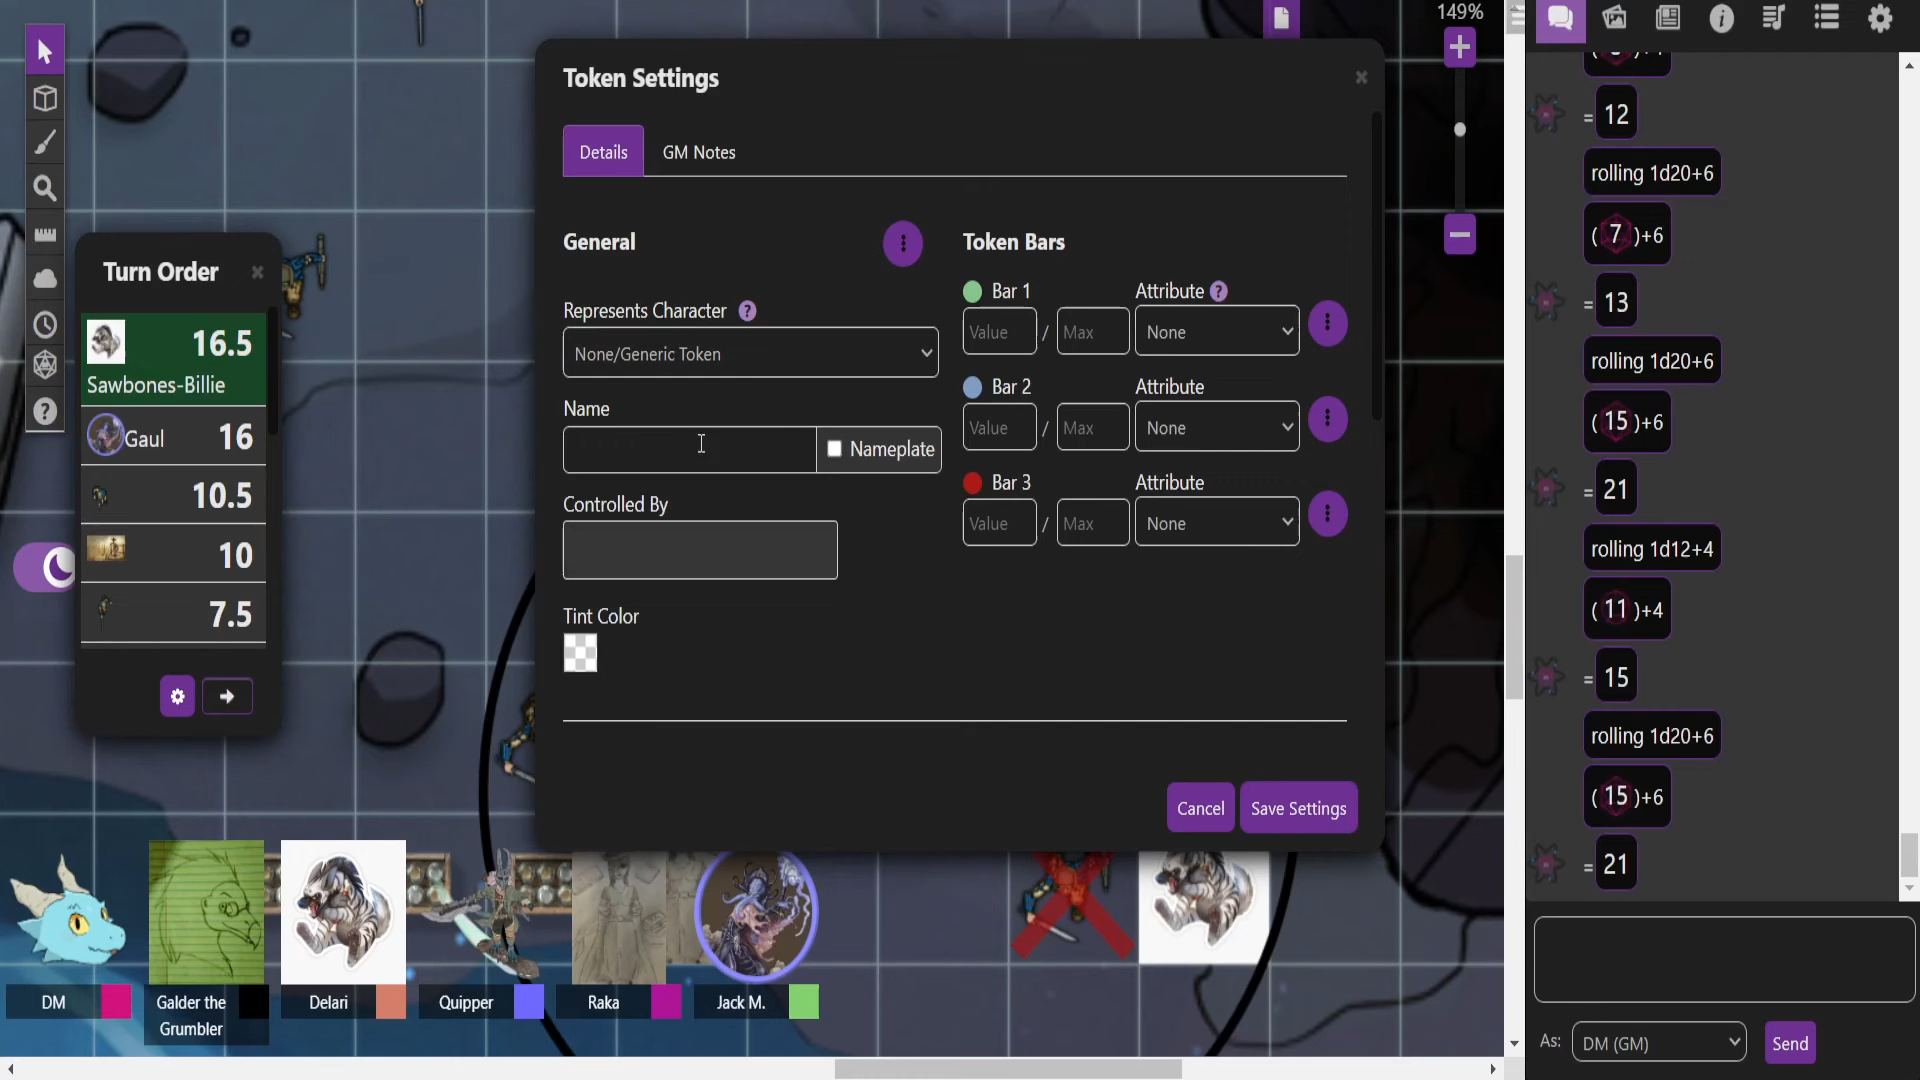 149%
Token Settings
Details
GM Notes
General
Represents Character ?
None/Generic Token
Name
Nameplate
Controlled By
Tint Color
Token Bars
Bar 1
Attribute ?
Value / Max
None
Bar 2
Attribute
Value / Max
None
Bar 3
Attribute
Value / Max
None
Cancel
Save Settings
Turn Order
16.5
Sawbones-Billie
Gaul 16
10.5
10
7.5
DM
Galder the
Grumbler
Delari
Quipper
Raka
Jack M.
= 12
rolling 1d20+6
(7)+6
= 13
rolling 1d20+6
(15)+6
= 21
rolling 1d12+4
(11)+4
= 15
rolling 1d20+6
(15)+6
= 21
As:
DM (GM)
Send